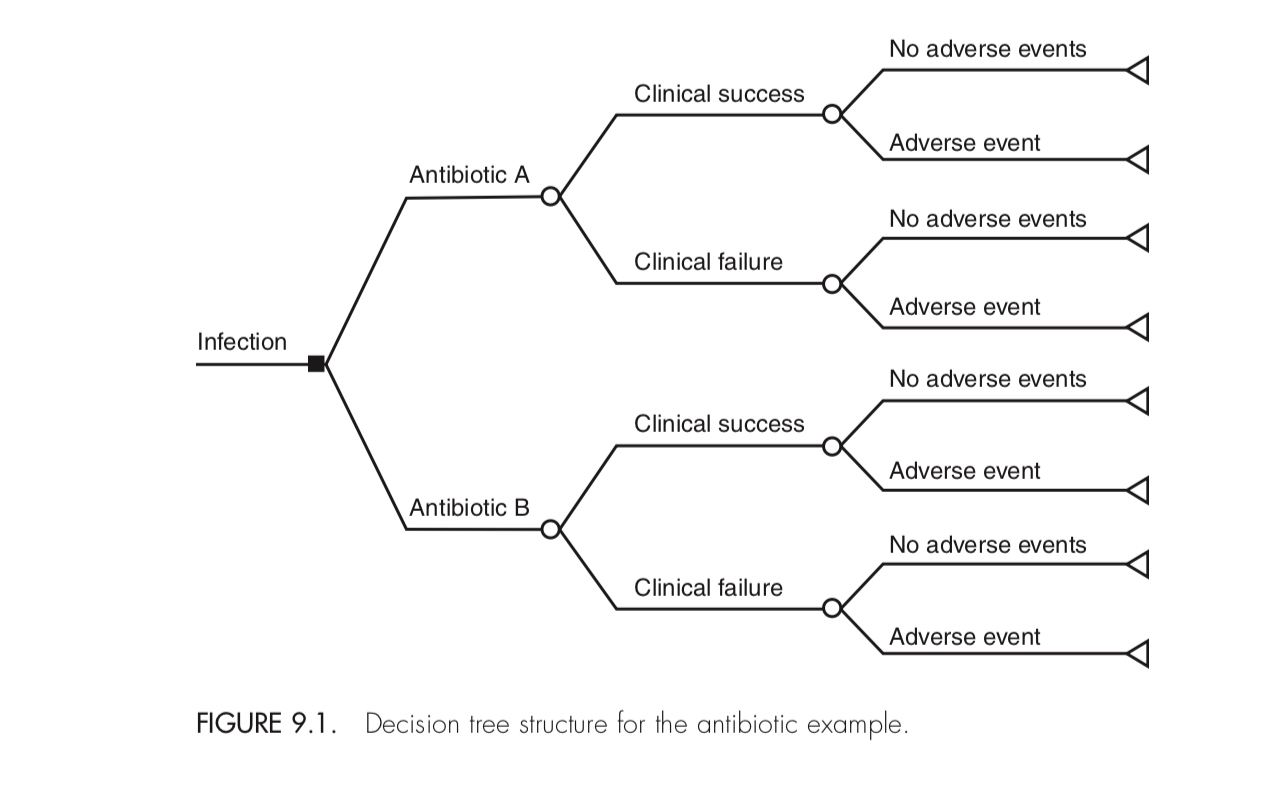 No adverse events
Clinical success
Adverse event
Antibiotic A
No adverse events
Clinical failure
Adverse event
Infection
No adverse events
Clinical success
Adverse event
Antibiotic B
No adverse events
Clinical failure
Adverse event
FIGURE 9.1. Decision tree structure for the antibiotic example.